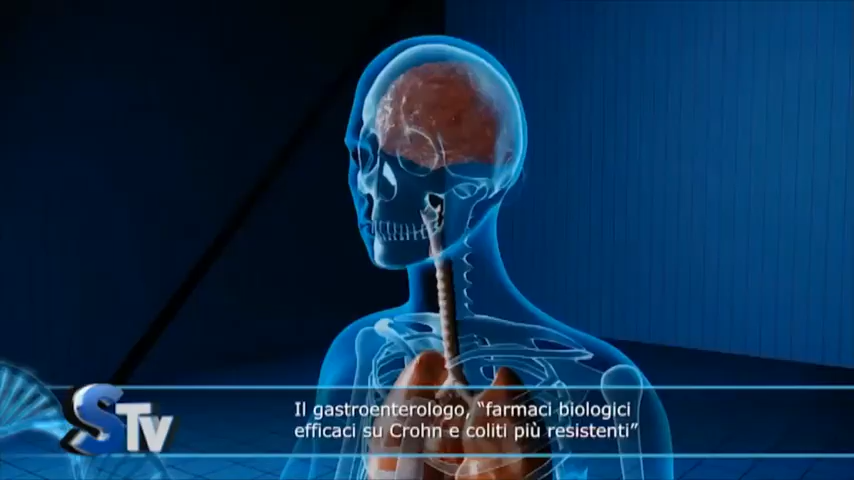 STv
Il gastroenterologo, “farmaci biologici
efficaci su Crohn e coliti più resistenti”